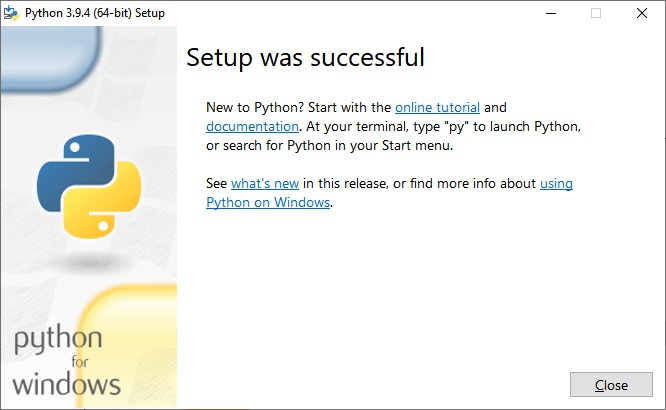 Python 3.9.4 (64-bit) Setup
Setup was successful
New to Python? Start with the online tutorial and
documentation. At your terminal, type "py" to launch Python,
or search for Python in your Start menu.
See what's new in this release, or find more info about using
Python on Windows.
python
for
windows
Close